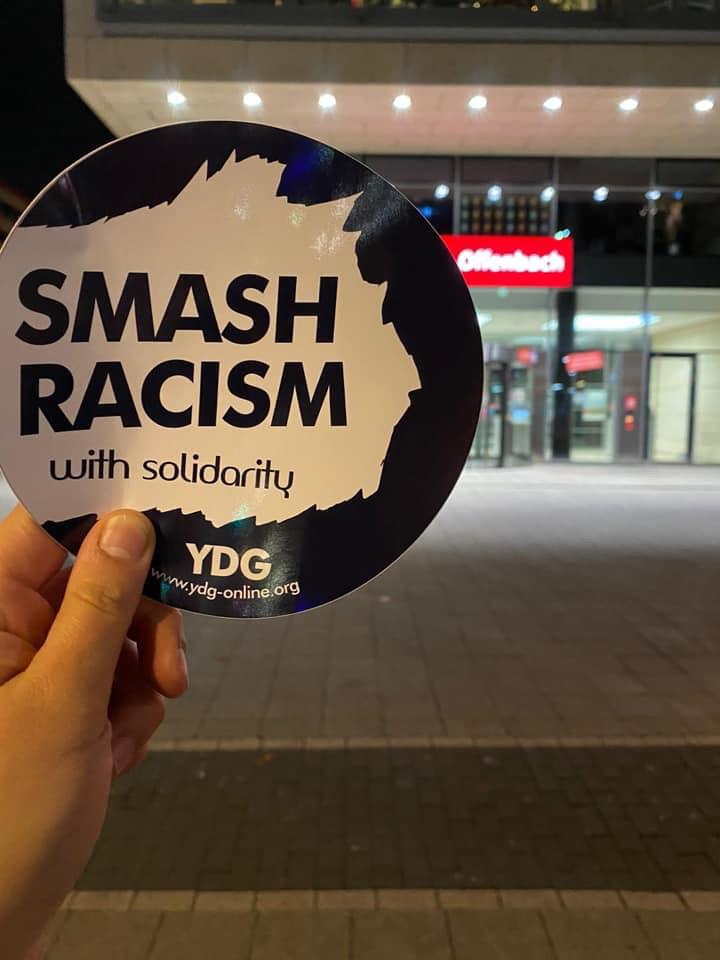 SMASH
RACISM
with solidarity
YDG
www.ydg-online.org
Offenbach